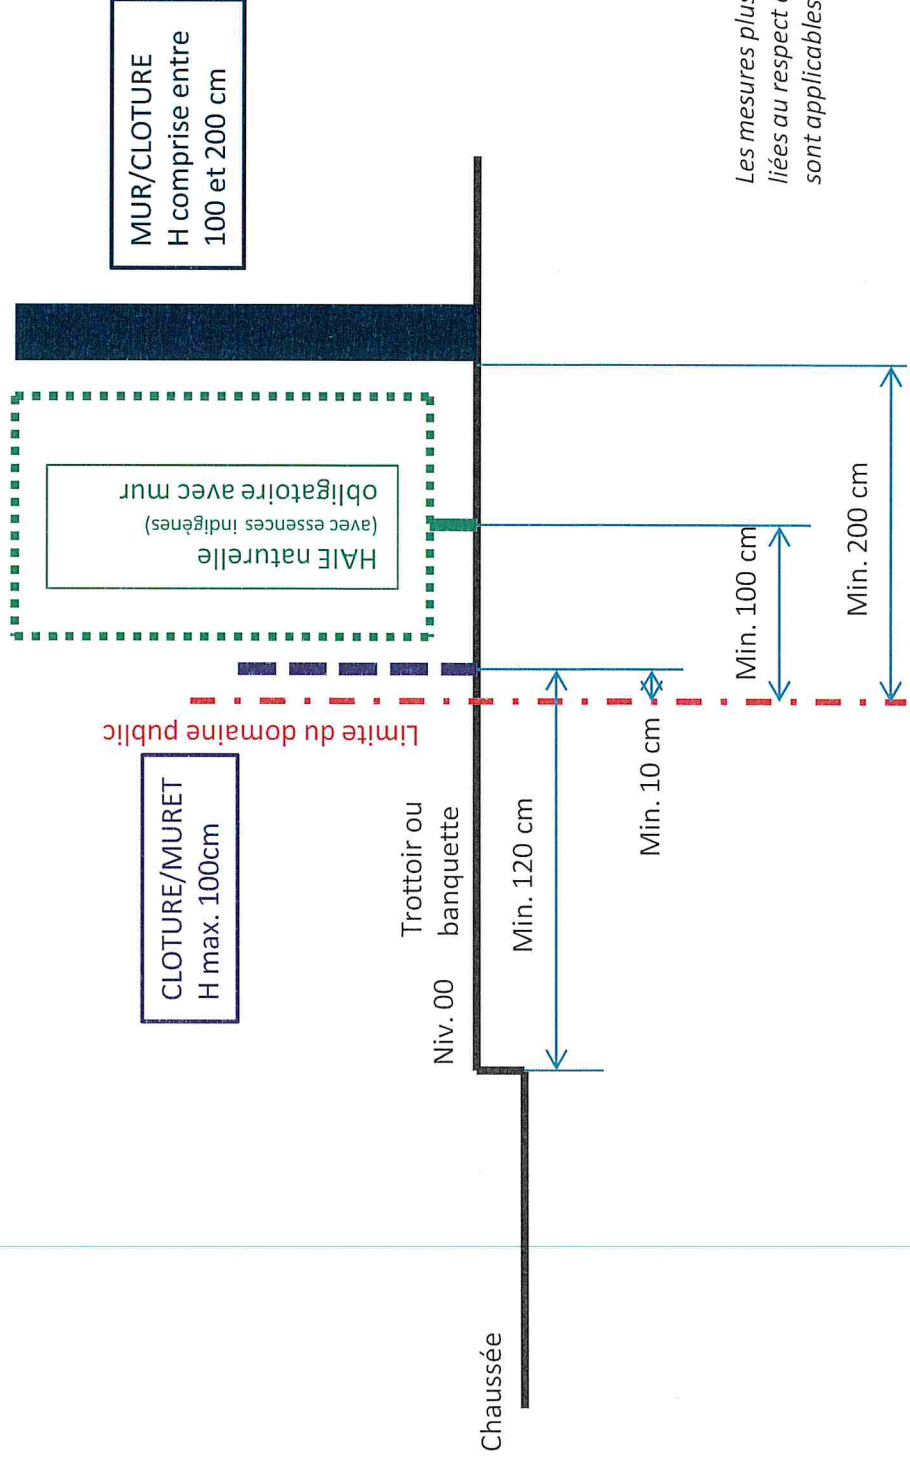 MUR/CLOTURE
H comprise entre
100 et 200 cm
HAIE naturelle
(avec essences indigènes)
obligatoire avec mur
Limite du domaine public
CLOTURE/MURET
H max. 100cm
Trottoir ou
banquette
Niv. 00
Chaussée
Min. 120 cm
Min. 10 cm
Min. 100 cm
Min. 200 cm
Les mesures plus
liées au respect
sont applicables